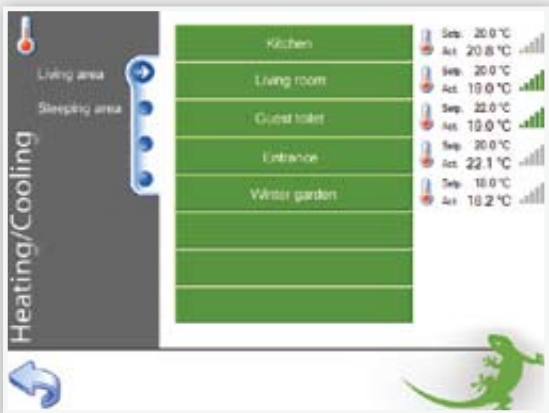 Heating/Cooling
Living area
Sleeping area
Kitchen
Setp. 20.0 °C
Act. 20.8 °C
Living room
Setp. 20.0 °C
Act. 19.0 °C
Guest toilet
Setp. 22.0 °C
Act. 19.0 °C
Entrance
Setp. 20.0 °C
Act. 22.1 °C
Winter garden
Setp. 18.0 °C
Act. 18.2 °C